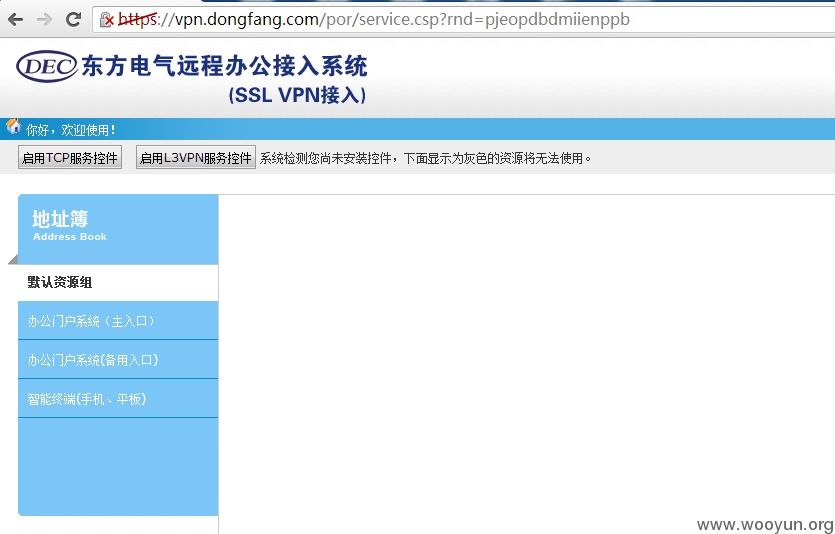 https://vpn.dongfang.com/por/service.csp?rnd=pjeopdbdmiienppb
DEC 东方电气远程办公接入系统
(SSL VPN接入)
你好，欢迎使用！
启用TCP服务控件 启用L3VPN服务控件 系统检测您尚未安装控件，下面显示为灰色的资源将无法使用。
地址簿
Address Book
默认资源组
办公门户系统（主入口）
办公门户系统(备用入口)
智能终端(手机、平板)
www.wooyun.org